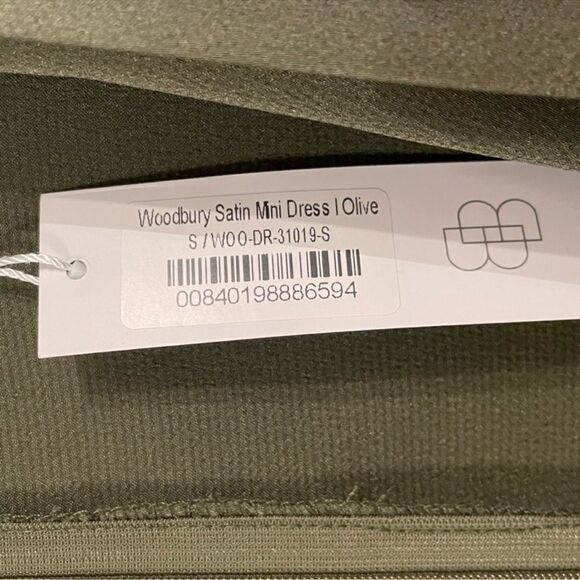 Woodbury Satin Mini Dress | Olive
S / WOO-DR-31019-S
00840198886594